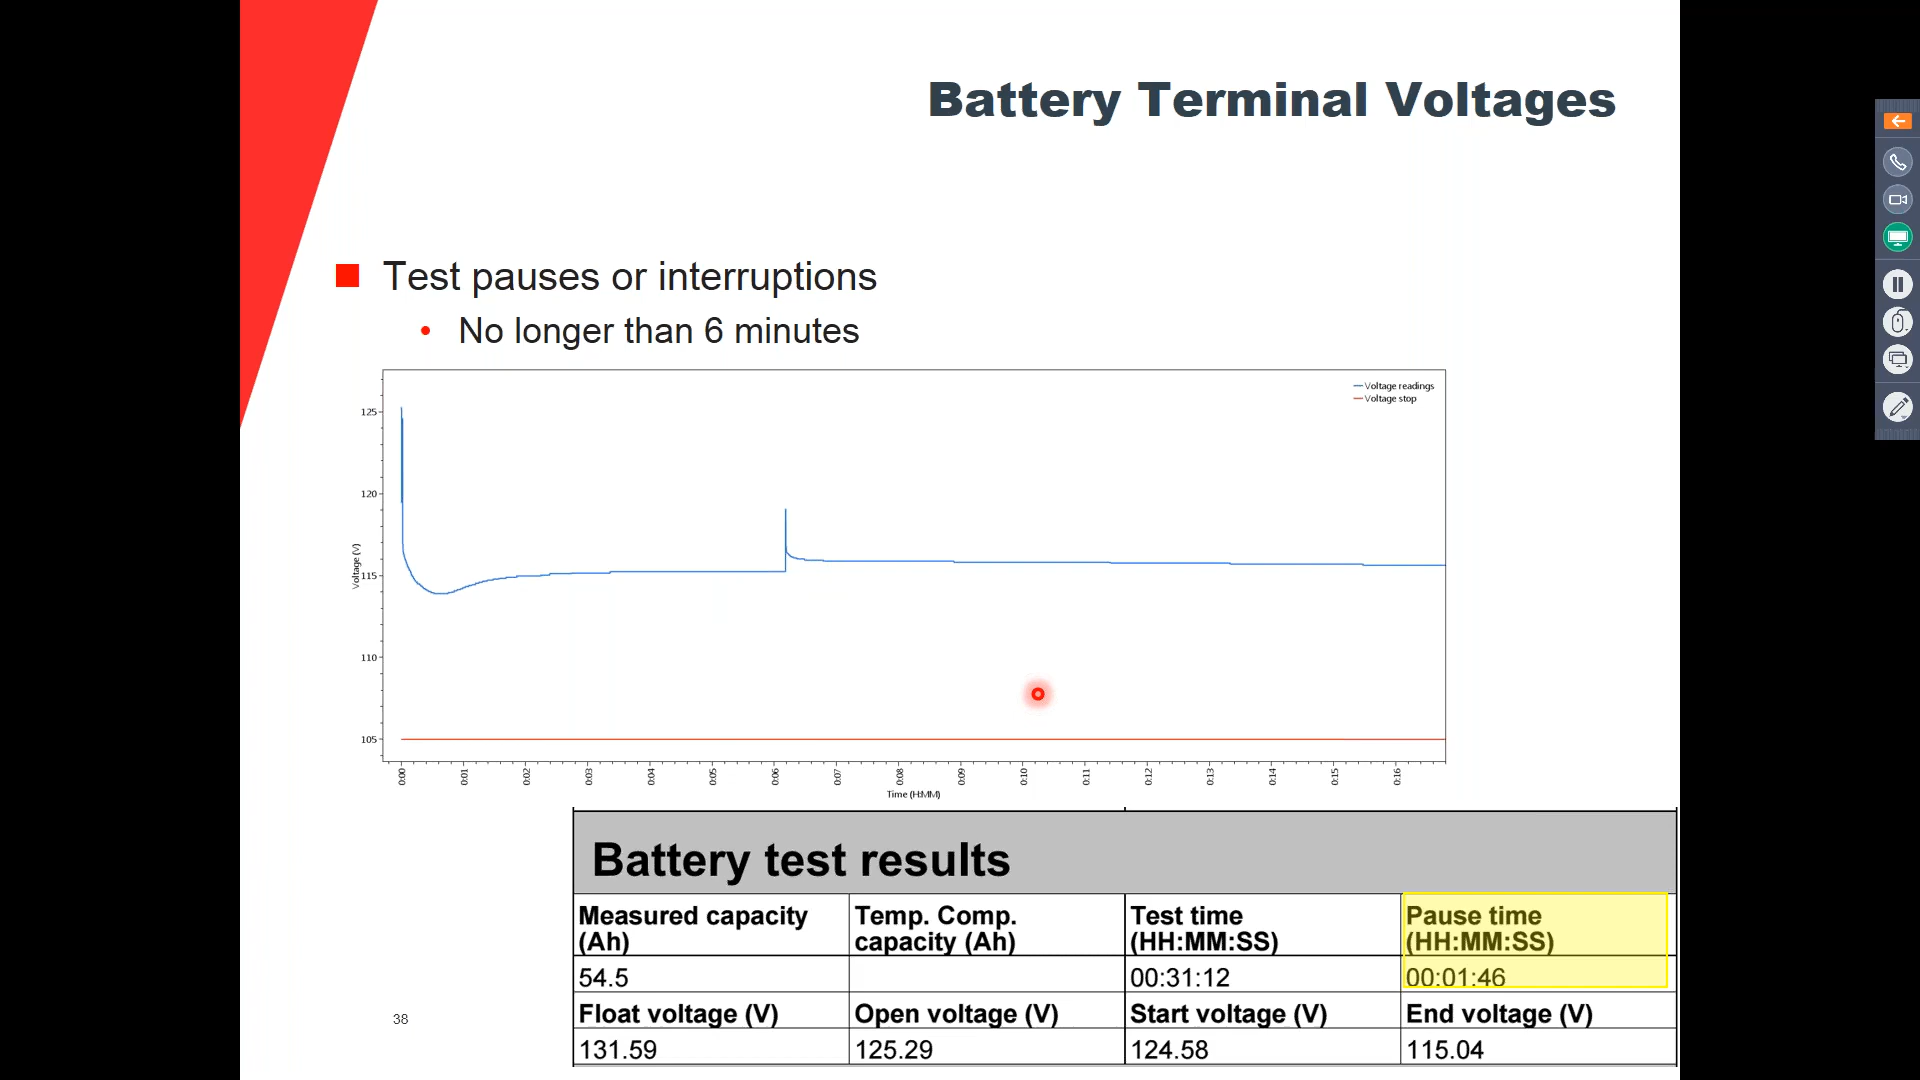 Battery Terminal Voltages
Test pauses or interruptions
No longer than 6 minutes
Voltage readings
Voltage stop
125
120
115
110
105
Voltage (V)
0:00 0:01 0:02 0:03 0:04 0:05 0:06 0:07 0:08 0:09 0:10 0:11 0:12 0:13 0:14 0:15 0:16
Time (H:MM)
Battery test results
Measured capacity (Ah) Temp. Comp. capacity (Ah) Test time (HH:MM:SS) Pause time (HH:MM:SS)
54.5 00:31:12 00:01:46
Float voltage (V) Open voltage (V) Start voltage (V) End voltage (V)
131.59 125.29 124.58 115.04
38